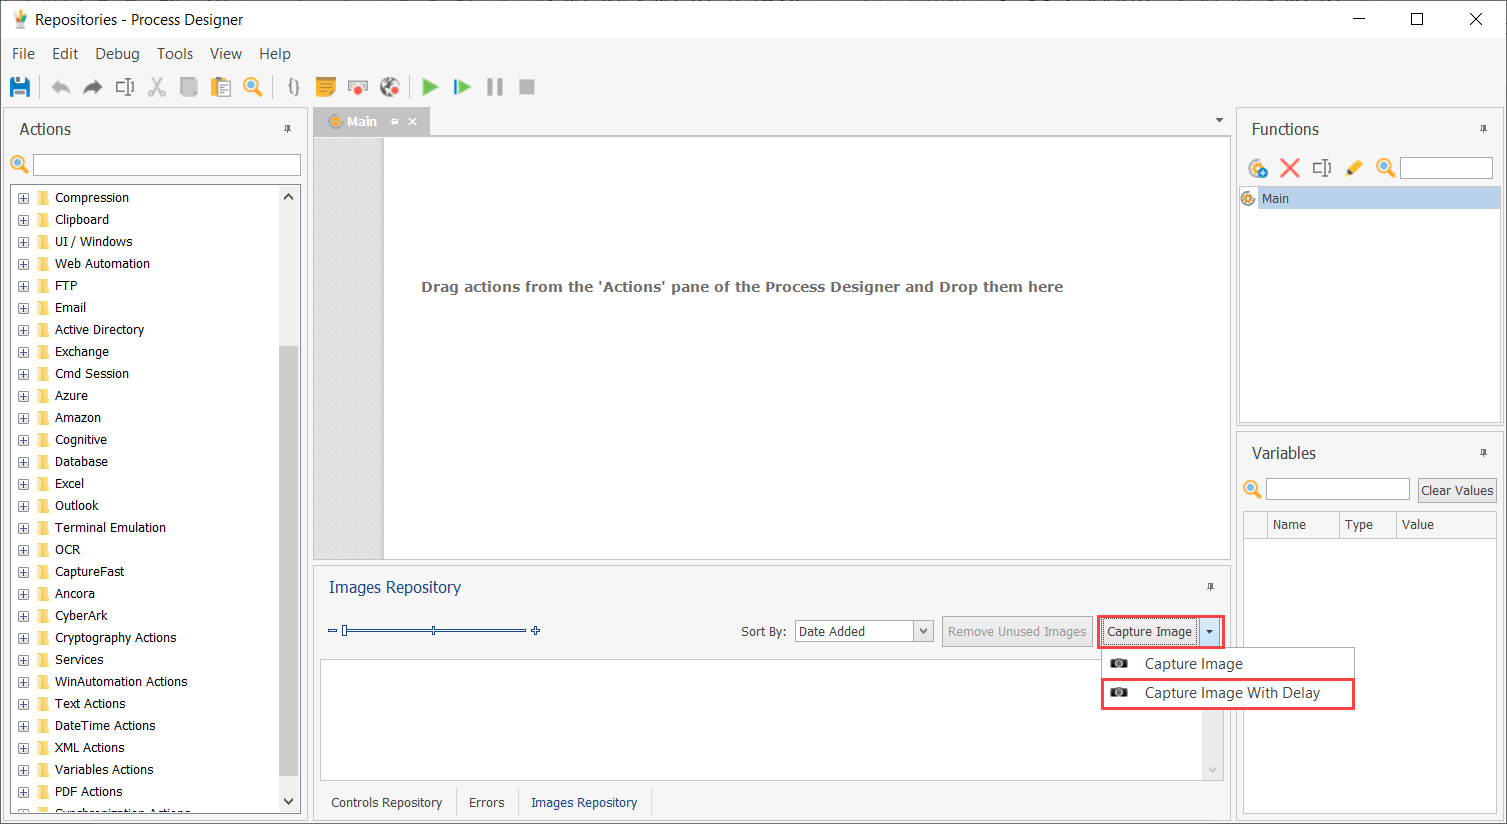 Repositories - Process Designer
File Edit Debug Tools View Help
Actions
Compression
Clipboard
UI / Windows
Web Automation
FTP
Email
Active Directory
Exchange
Cmd Session
Azure
Amazon
Cognitive
Database
Excel
Outlook
Terminal Emulation
OCR
CaptureFast
Ancora
CyberArk
Cryptography Actions
Services
WinAutomation Actions
Text Actions
DateTime Actions
XML Actions
Variables Actions
PDF Actions
Synchronization Actions
Main
Drag actions from the 'Actions' pane of the Process Designer and Drop them here
Images Repository
Sort By: Date Added Remove Unused Images Capture Image
Capture Image
Capture Image With Delay
Controls Repository Errors Images Repository
Functions
Main
Variables
Clear Values
Name Type Value